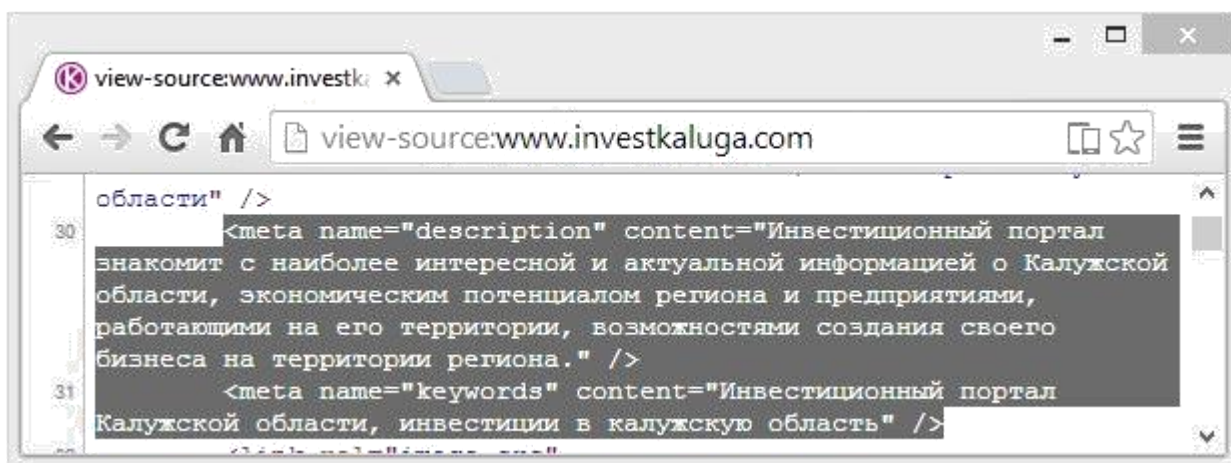 view-source:www.investk
view-source:www.investkaluga.com
области" />
30 <meta name="description" content="Инвестиционный портал
знакомит с наиболее интересной и актуальной информацией о Калужской
области, экономическим потенциалом региона и предприятиями,
работающими на его территории, возможностями создания своего
бизнеса на территории региона." />
31 <meta name="keywords" content="Инвестиционный портал
Калужской области, инвестиции в калужскую область" />